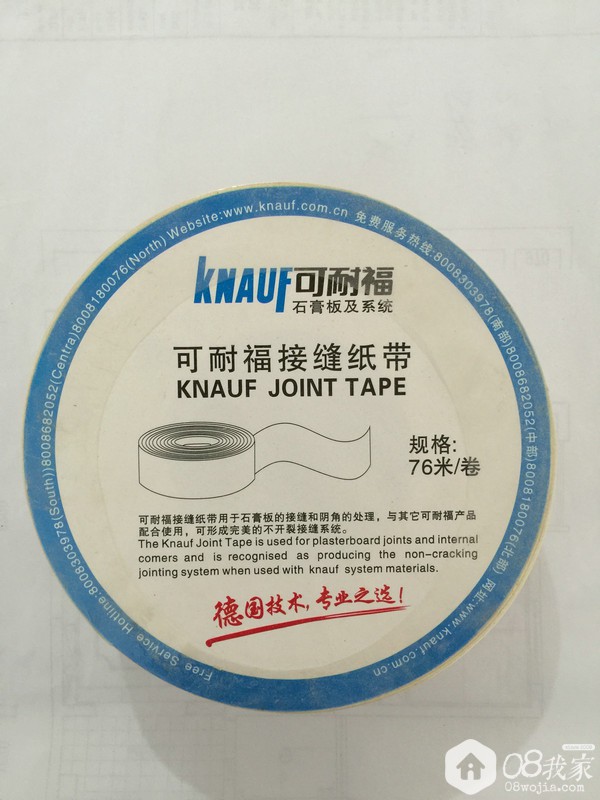 KNAUF可耐福
石膏板及系统
可耐福接缝纸带
KNAUF JOINT TAPE
规格:
76米/卷
可耐福接缝纸带用于石膏板的接缝和阴角的处理，与其它可耐福产品
配合使用，可形成完美的不开裂接缝系统。
The Knauf Joint Tape is used for plasterboard joints and internal
comers and is recognised as producing the non-cracking
jointing system when used with knauf system materials.
德国技术，专业之选！
Free Service Hotline:8008303978(South))8008682052(Centra)8008180076(North) Website:www.knauf.com.cn
免费服务热线:8008303978(南部)8008682052(中部)8008180076(北部) 网址:www.knauf.com.cn
08我家
08wojia.com